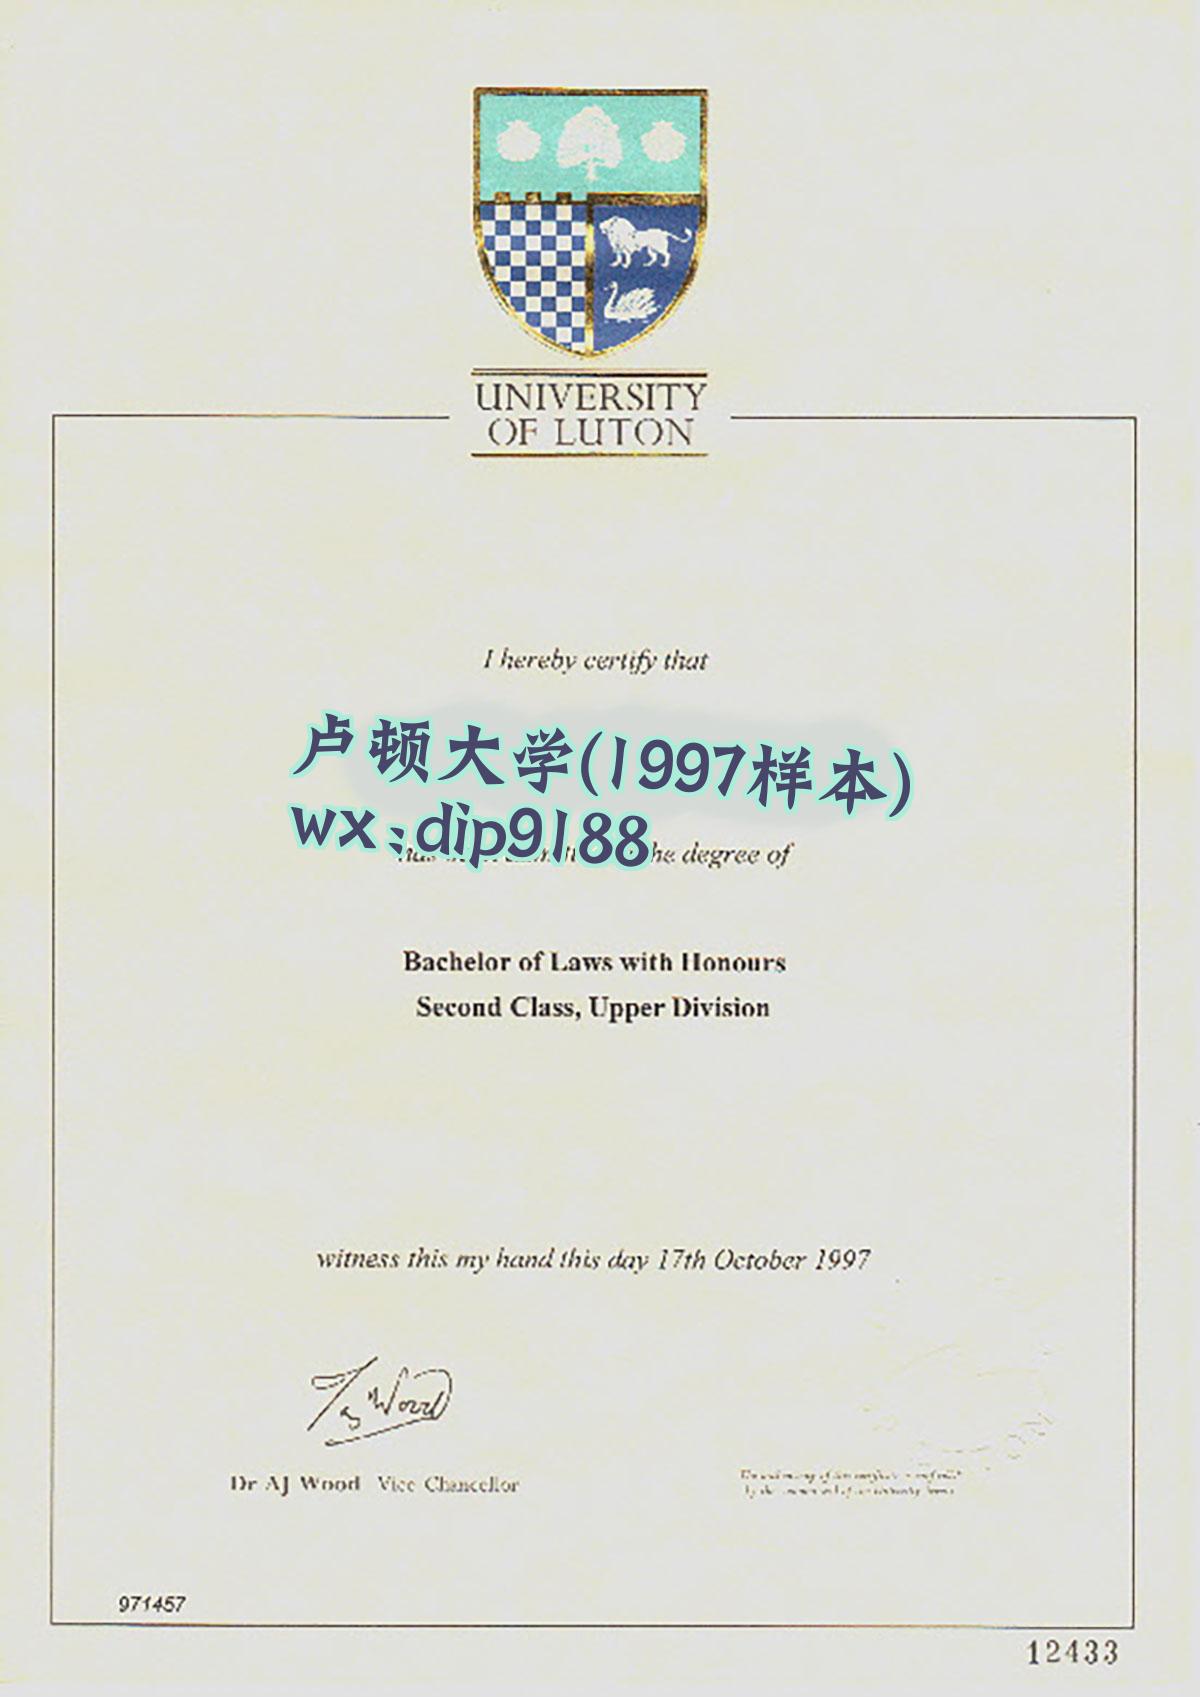 UNIVERSITY
OF LUTON
I hereby certify that
卢顿大学(1997样本)
wx:dip9188
the degree of
Bachelor of Laws with Honours
Second Class, Upper Division
witness this my hand this day 17th October 1997
Dr AJ Wood Vice Chancellor
971457
12433